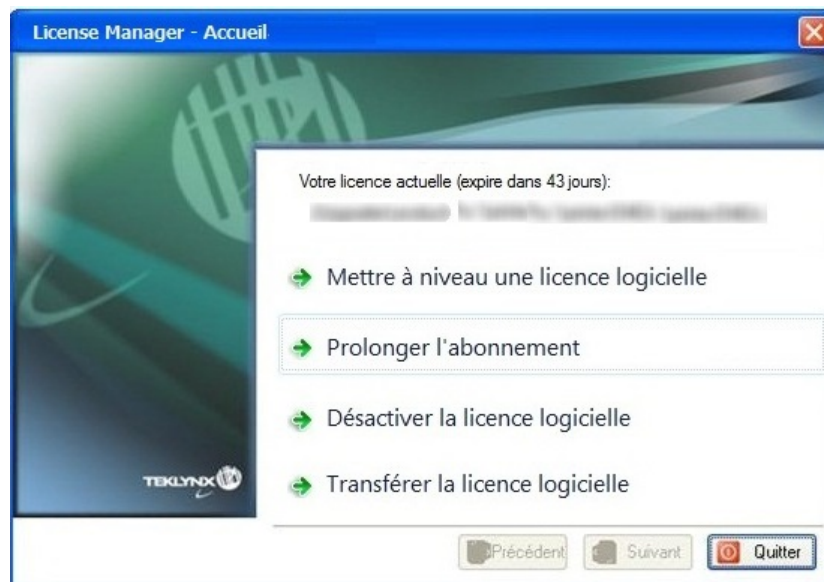 License Manager - Accueil
Votre licence actuelle (expire dans 43 jours):
Mettre à niveau une licence logicielle
Prolonger l'abonnement
Désactiver la licence logicielle
Transférer la licence logicielle
TEKLYNX
Précédent
Suivant
Quitter